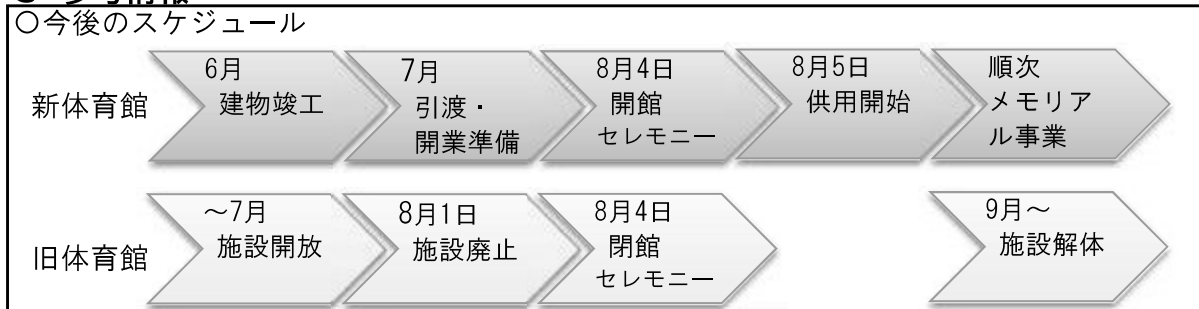 ○今後のスケジュール
新体育館
6月
建物竣工
7月
引渡・
開業準備
8月4日
開館
セレモニー
8月5日
供用開始
順次
メモリア
ル事業
旧体育館
～7月
施設開放
8月1日
施設廃止
8月4日
閉館
セレモニー
9月～
施設解体